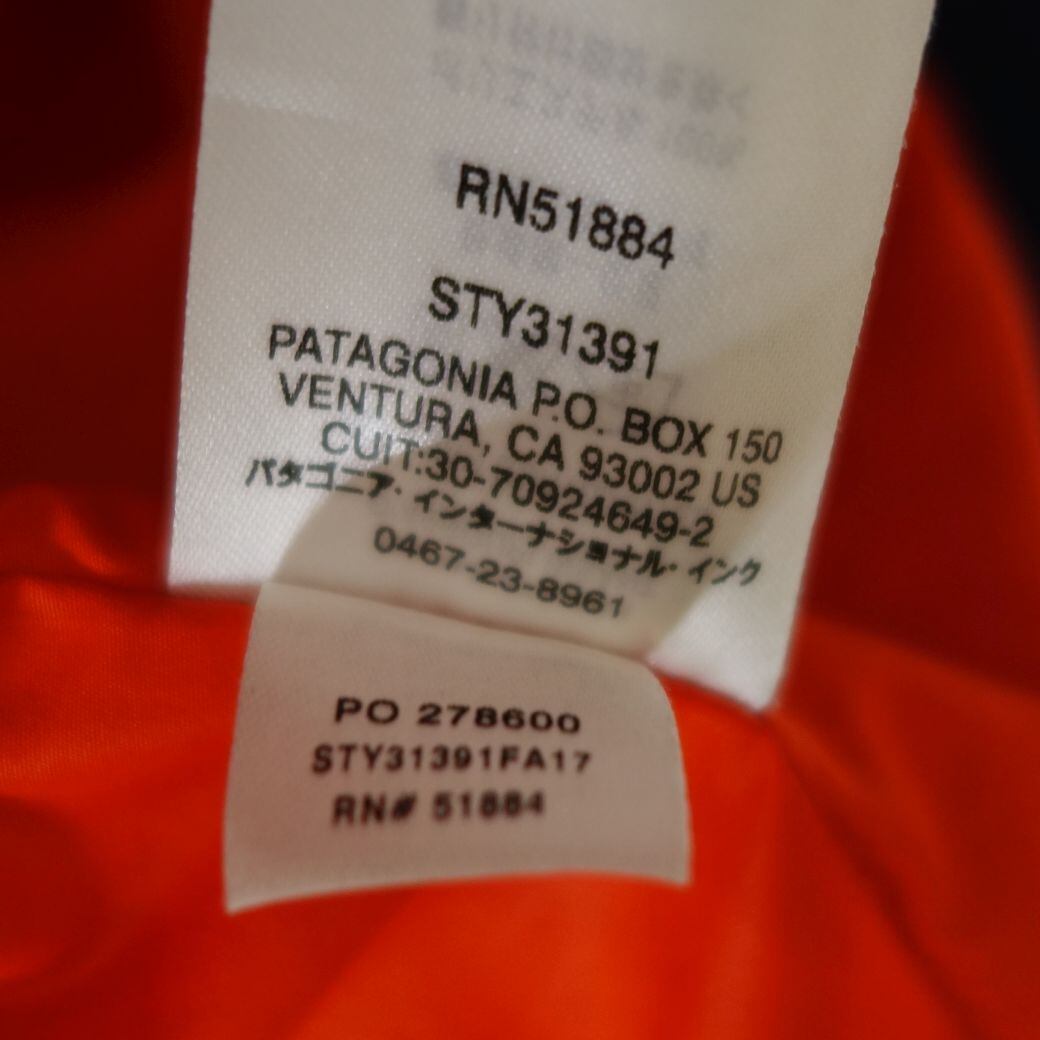 RN51884
STY31391
PATAGONIA P.O. BOX 150
VENTURA, CA 93002 US
CUIT:30-70924649-2
パタゴニア・インターナショナル・インク
0467-23-8961
PO 278600
STY31391FA17
RN# 51884